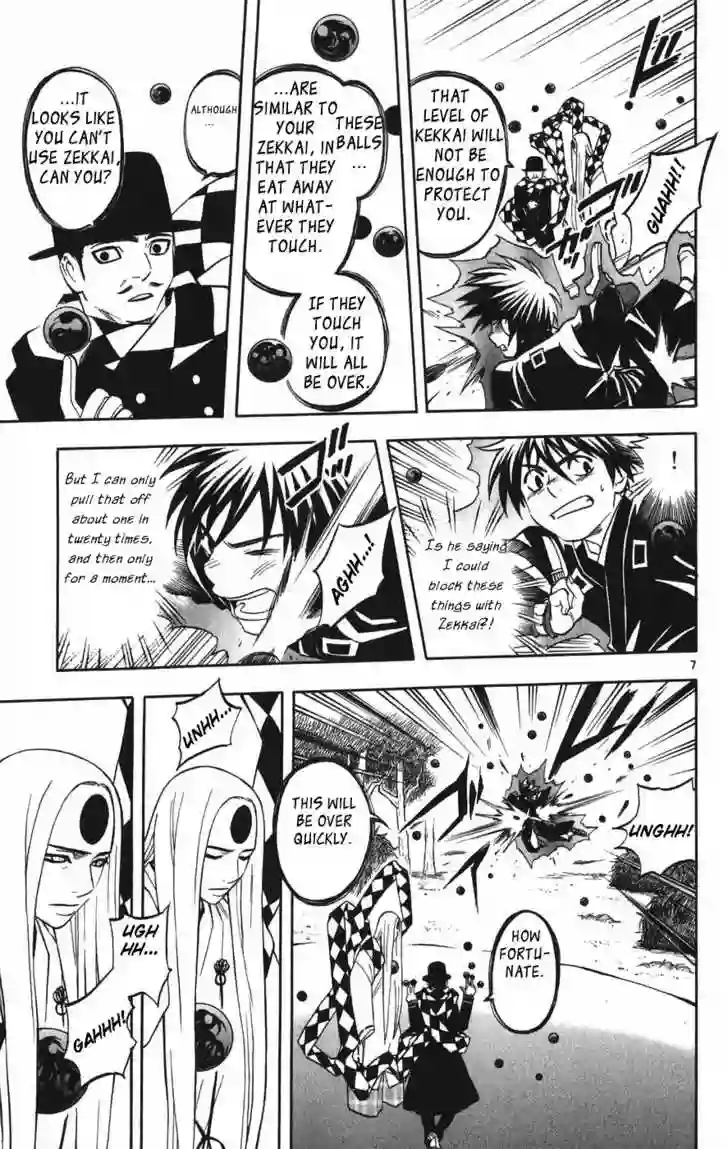 THAT
LEVEL OF
KEKKAI WILL
NOT BE
ENOUGH TO
PROTECT
YOU.
GUAHH!!
ドド
ガガ
THESE
BALLS
...
...ARE
SIMILAR TO
YOUR
ZEKKAI, IN
THAT THEY
EAT AWAY
AT WHAT-
EVER THEY
TOUCH.
IF THEY
TOUCH
YOU, IT
WILL ALL
BE OVER.
ALTHOUGH
...
...IT
LOOKS LIKE
YOU CAN'T
USE ZEKKAI,
CAN YOU?
!
Is he saying
I could
block these
things with
Zekkai?!
AGHH...!
But I can only
pull that off
about one in
twenty times,
and then only
for a moment...
7
UNGHH!
THIS WILL
BE OVER
QUICKLY.
HOW
FORTU-
NATE.
UNHH...
UGH
HH...
GAHHH!